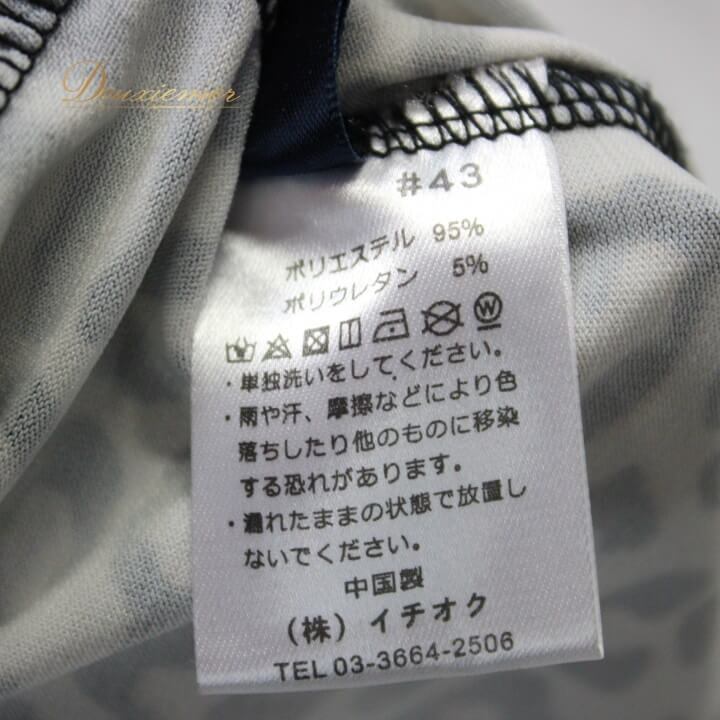 Douxiemer
#43
ポリエステル 95%
ポリウレタン 5%
・単独洗いをしてください。
・雨や汗、摩擦などにより色
落ちしたり他のものに移染
する恐れがあります。
・濡れたままの状態で放置し
ないでください。
中国製
(株)イチオク
TEL 03-3664-2506